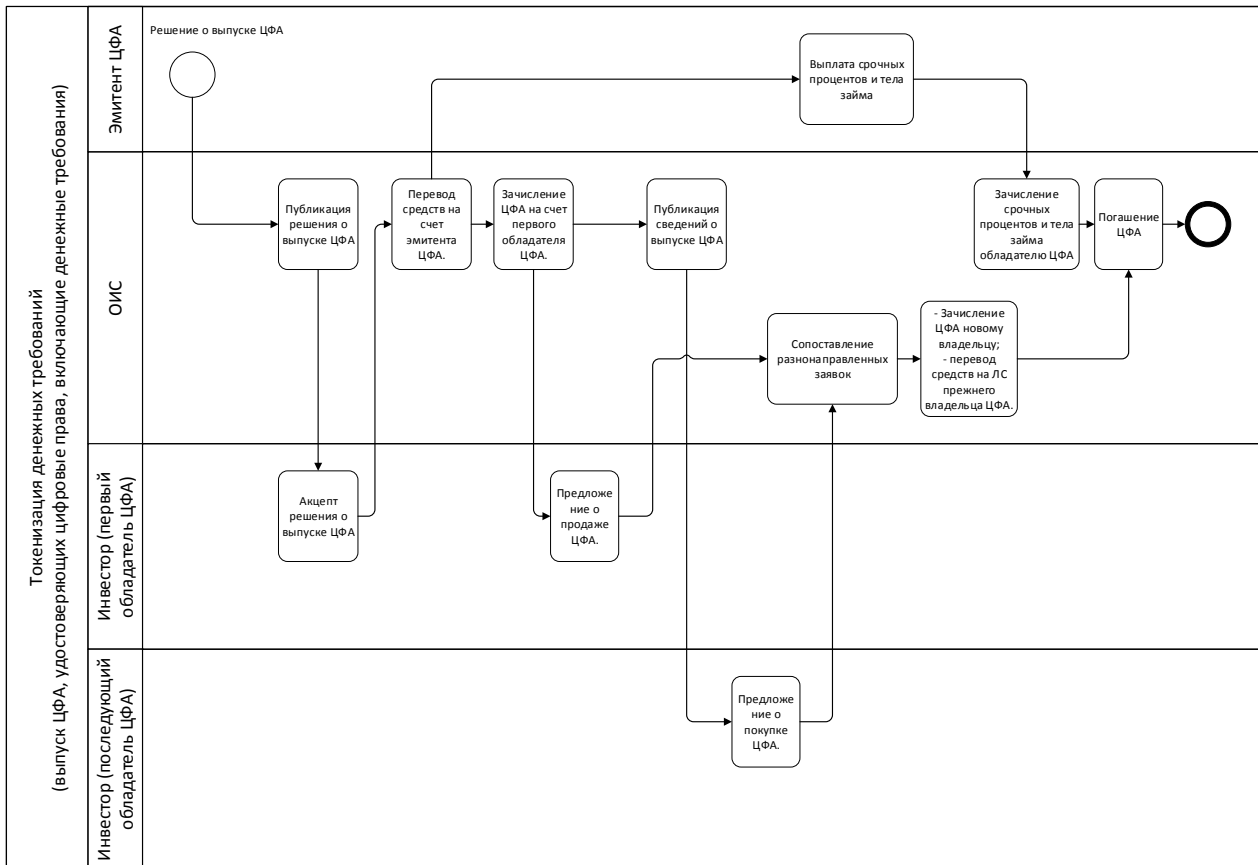 Токенизация денежных требований
(выпуск ЦФА, удостоверяющих цифровые права, включающие денежные требования)
Эмитент ЦФА
Решение о выпуске ЦФА
Выплата срочных
процентов и тела
займа
ОИС
Публикация
решения о
выпуске ЦФА
Перевод
средств на
счет
эмитента
ЦФА.
Зачисление
ЦФА на счет
первого
обладателя
ЦФА.
Публикация
сведений о
выпуске ЦФА
Зачисление
срочных
процентов и тела
займа
обладателю ЦФА
Погашение
ЦФА
Сопоставление
разнонаправленных
заявок
- Зачисление
ЦФА новому
владельцу;
- перевод
средств на ЛС
прежнего
владельца ЦФА.
Инвестор (первый
обладатель ЦФА)
Акцепт
решения о
выпуске ЦФА
Предложе
ние о
продаже
ЦФА.
Инвестор (последующий
обладатель ЦФА)
Предложе
ние о
покупке
ЦФА.